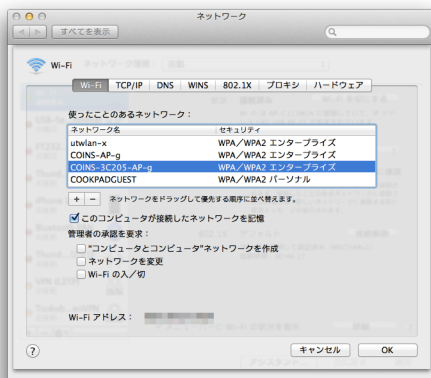 ネットワーク
すべてを表示
Wi-Fi
Wi-Fi TCP/IP DNS WINS 802.1X プロキシ ハードウェア
使ったことのあるネットワーク：
ネットワーク名 セキュリティ
utwlan-x WPA／WPA2 エンタープライズ
COINS-AP-g WPA／WPA2 エンタープライズ
COINS-3C205-AP-g WPA／WPA2 エンタープライズ
COOKPADGUEST WPA／WPA2 パーソナル
+ − ネットワークをドラッグして優先する順序に並べ替えます。
このコンピュータが接続したネットワークを記憶
管理者の承認を要求：
"コンピュータとコンピュータ"ネットワークを作成
ネットワークを変更
Wi-Fi の入／切
Wi-Fi アドレス：
? キャンセル OK